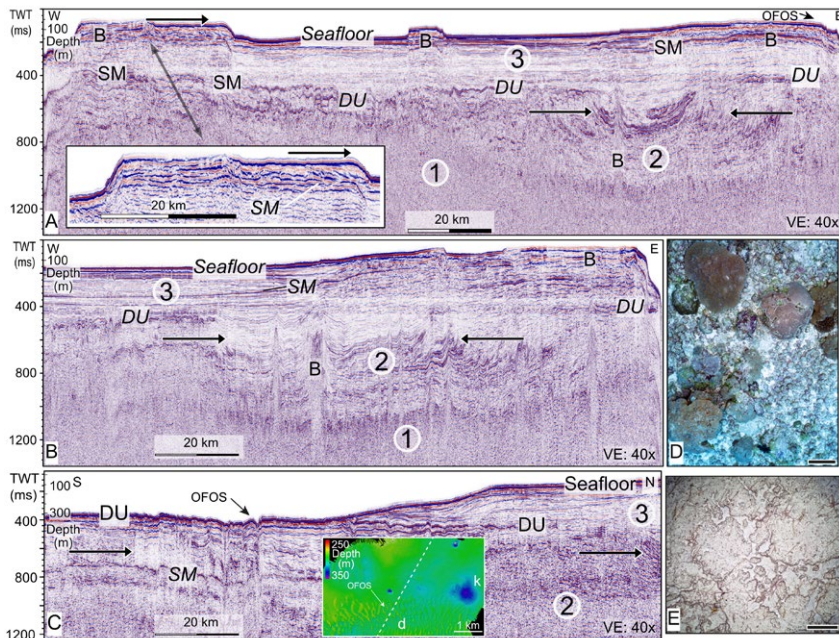 TWT W OFOS E
(ms)
100 B B SM B
Depth Seafloor
(m) 3
400 SM SM DU DU DU
800 B 2
1
20 km
SM
1200
A 20 km VE: 40x
TWT W E
(ms)
100 Seafloor B
Depth
(m) 3 SM
400 DU DU
B 2
800
1200 1
B 20 km VE: 40x D
TWT S Seafloor N
(ms) 100
OFOS
DU 3
300
400 DU
Depth
(m)
250
Depth
(m)
350
SM k
800 OFOS
2
d 1 Km
1200 C 20 km VE: 40x E